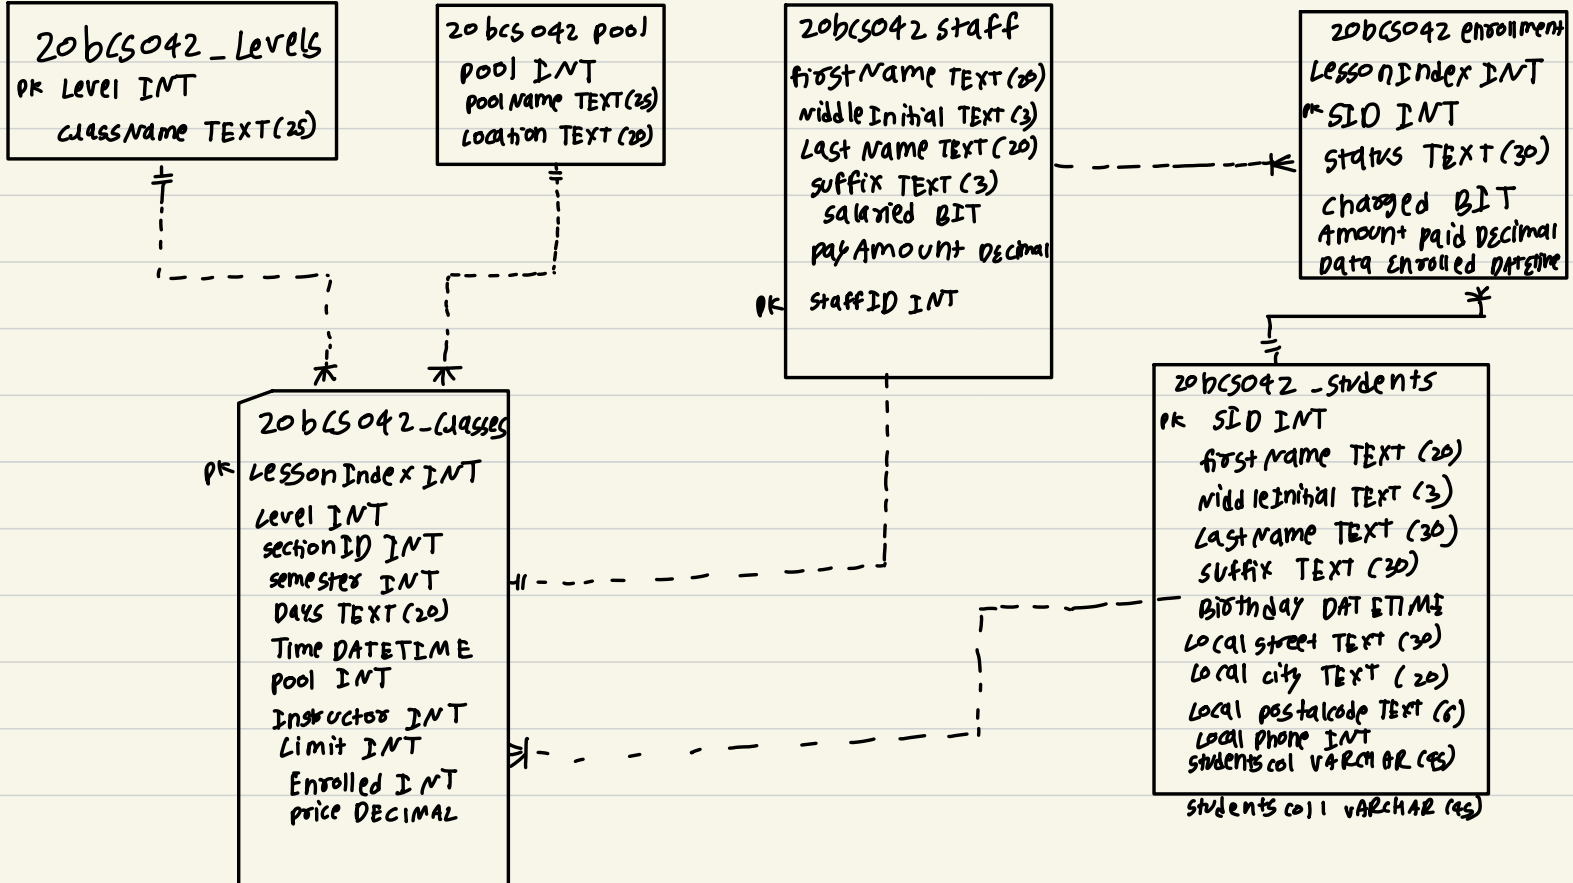 20bCS042_Levels
PK Level INT
className TEXT(25)
20bcs042 pool
pool INT
poolName TEXT(25)
Location TEXT(20)
20bCS042 staff
firstName TEXT(20)
NiddleInitial TEXT(3)
Last Name TEXT(20)
suffix TEXT(3)
salaried BIT
payAmount Decimal
PK staffID INT
20bCS042 enrollment
LessonIndex INT
PK SID INT
status TEXT(30)
charged BIT
Amount paid Decimal
Data Enrolled DATETime
20bCS042_Classes
PK LessonIndex INT
Level INT
sectionID INT
semester INT
Days TEXT(20)
Time DATETIME
pool INT
Instructor INT
Limit INT
Enrolled INT
price DECIMAL
20bCS042_students
PK SID INT
firstName TEXT (20)
NiddleInitial TEXT (3)
LastName TEXT (30)
suffix TEXT (30)
Birthday DATETIME
Local street TEXT (30)
Local city TEXT (20)
Local postalcode TEXT (6)
Local phone INT
studentscol VARCHAR (45)
studentscol1 VARCHAR (45)